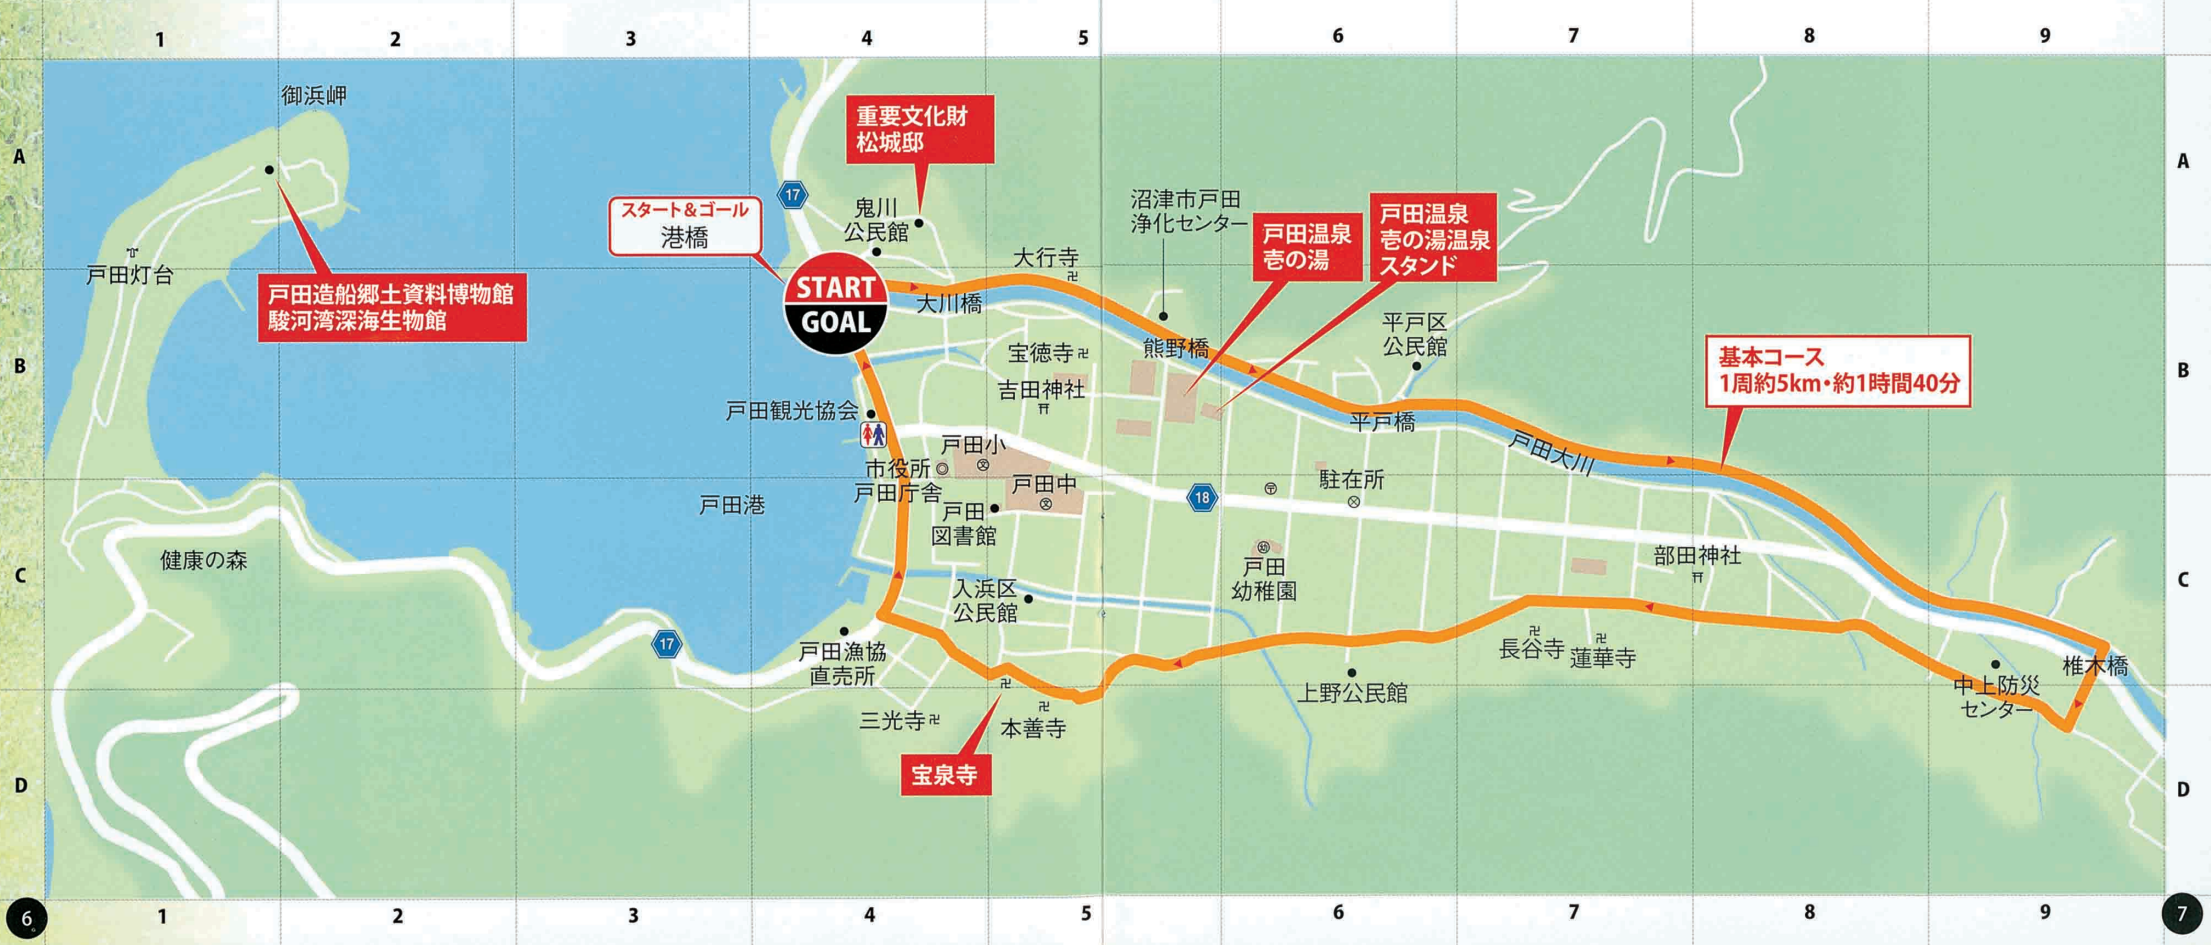 1
2
3
4
5
6
7
8
9
A
A
御浜岬
重要文化財
松城邸
17
スタート&ゴール
港橋
鬼川
公民館
沼津市戸田
浄化センター
戸田温泉
壱の湯
戸田温泉
壱の湯温泉
スタンド
戸田灯台
戸田造船郷土資料博物館
駿河湾深海生物館
START
GOAL
大行寺
大川橋
熊野橋
平戸区
公民館
B
B
宝徳寺
吉田神社
基本コース
1周約5km・約1時間40分
戸田観光協会
平戸橋
戸田大川
戸田小
文
市役所
戸田庁舎
戸田中
文
戸田
図書館
戸田港
18
駐在所
健康の森
C
C
幼
戸田
幼稚園
部田神社
入浜区
公民館
17
戸田漁協
直売所
長谷寺
蓮華寺
椎木橋
上野公民館
中上防災
センター
三光寺
本善寺
宝泉寺
D
D
6
1
2
3
4
5
6
7
8
9
7